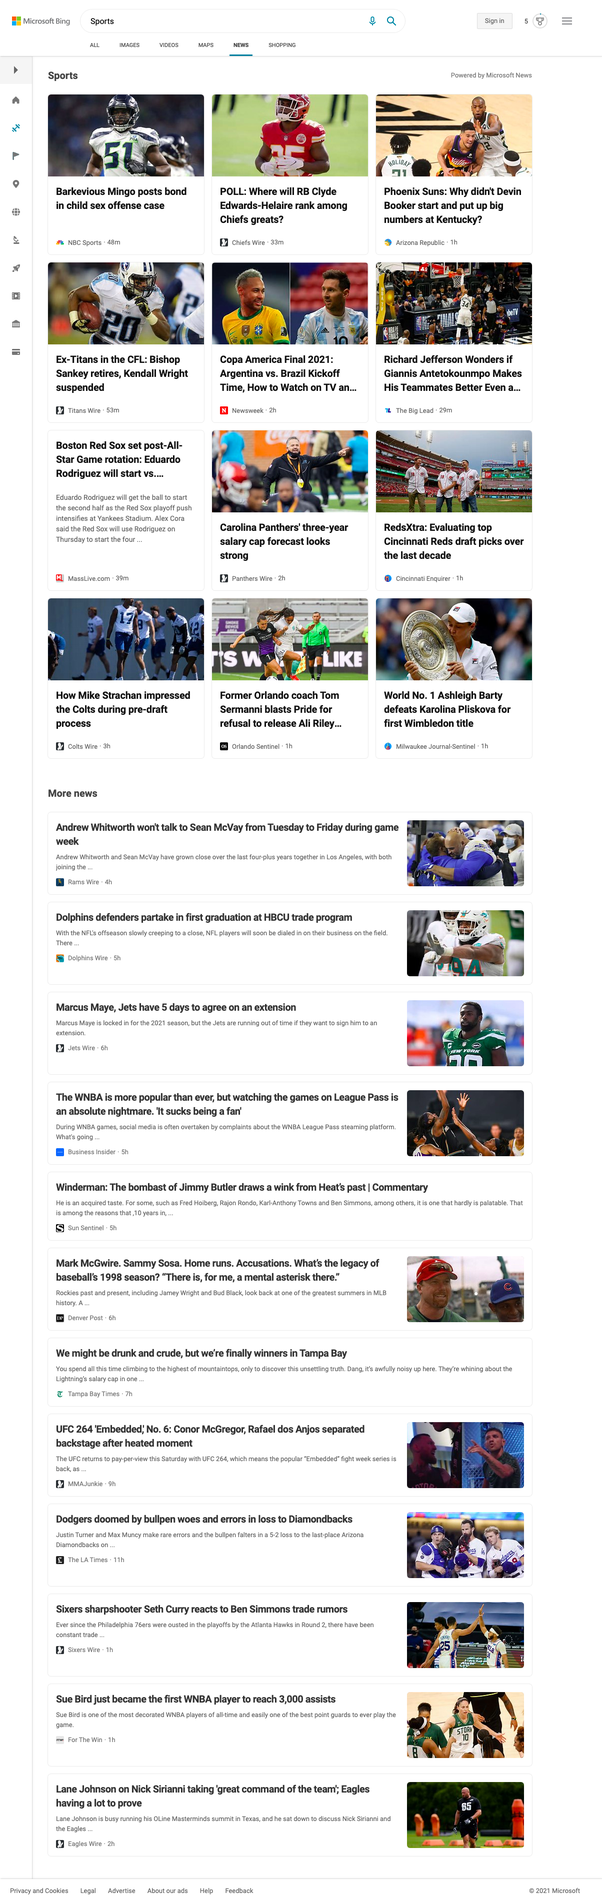 Microsoft Bing
Sports
Sign in
5
ALL
IMAGES
VIDEOS
MAPS
NEWS
SHOPPING
Sports
Powered by Microsoft News
51
Barkevious Mingo posts bond
in child sex offense case
NBC Sports · 48m
POLL: Where will RB Clyde
Edwards-Helaire rank among
Chiefs greats?
Chiefs Wire · 33m
HOLIDAY
21
Phoenix Suns: Why didn't Devin
Booker start and put up big
numbers at Kentucky?
Arizona Republic · 1h
20
Ex-Titans in the CFL: Bishop
Sankey retires, Kendall Wright
suspended
Titans Wire · 53m
10
Copa America Final 2021:
Argentina vs. Brazil Kickoff
Time, How to Watch on TV an...
Newsweek · 2h
Richard Jefferson Wonders if
Giannis Antetokounmpo Makes
His Teammates Better Even a...
The Big Lead · 29m
Boston Red Sox set post-All-
Star Game rotation: Eduardo
Rodriguez will start vs....
Eduardo Rodriguez will get the ball to start
the second half as the Red Sox playoff push
intensifies at Yankees Stadium. Alex Cora
said the Red Sox will use Rodriguez on
Thursday to start the four ...
MassLive.com · 39m
Carolina Panthers' three-year
salary cap forecast looks
strong
Panthers Wire · 2h
RedsXtra: Evaluating top
Cincinnati Reds draft picks over
the last decade
Cincinnati Enquirer · 1h
17
How Mike Strachan impressed
the Colts during pre-draft
process
Colts Wire · 3h
T'S W
LIKE
Former Orlando coach Tom
Sermanni blasts Pride for
refusal to release Ali Riley...
Orlando Sentinel · 1h
World No. 1 Ashleigh Barty
defeats Karolina Pliskova for
first Wimbledon title
Milwaukee Journal-Sentinel · 1h
More news
Andrew Whitworth won't talk to Sean McVay from Tuesday to Friday during game
week
Andrew Whitworth and Sean McVay have grown close over the last four-plus years together in Los Angeles, with both
joining the ...
Rams Wire · 4h
Dolphins defenders partake in first graduation at HBCU trade program
With the NFL's offseason slowly creeping to a close, NFL players will soon be dialed in on their business on the field.
There ...
Dolphins Wire · 5h
94
Marcus Maye, Jets have 5 days to agree on an extension
Marcus Maye is locked in for the 2021 season, but the Jets are running out of time if they want to sign him to an
extension.
Jets Wire · 6h
NEW YORK
The WNBA is more popular than ever, but watching the games on League Pass is
an absolute nightmare. 'It sucks being a fan'
During WNBA games, social media is often overtaken by complaints about the WNBA League Pass steaming platform.
What's going ...
Business Insider · 5h
Winderman: The bombast of Jimmy Butler draws a wink from Heat's past | Commentary
He is an acquired taste. For some, such as Fred Hoiberg, Rajon Rondo, Karl-Anthony Towns and Ben Simmons, among others, it is one that hardly is palatable. That
is among the reasons that ,10 years in, ...
Sun Sentinel · 5h
Mark McGwire. Sammy Sosa. Home runs. Accusations. What's the legacy of
baseball's 1998 season? "There is, for me, a mental asterisk there."
Rockies past and present, including Jamey Wright and Bud Black, look back at one of the greatest summers in MLB
history. A ...
Denver Post · 6h
We might be drunk and crude, but we're finally winners in Tampa Bay
You spend all this time climbing to the highest of mountaintops, only to discover this unsettling truth. Dang, it's awfully noisy up here. They're whining about the
Lightning's salary cap in one ...
Tampa Bay Times · 7h
UFC 264 'Embedded,' No. 6: Conor McGregor, Rafael dos Anjos separated
backstage after heated moment
The UFC returns to pay-per-view this Saturday with UFC 264, which means the popular "Embedded" fight week series is
back, as ...
MMAJunkie · 9h
Dodgers doomed by bullpen woes and errors in loss to Diamondbacks
Justin Turner and Max Muncy make rare errors and the bullpen falters in a 5-2 loss to the last-place Arizona
Diamondbacks on ...
The LA Times · 11h
Sixers sharpshooter Seth Curry reacts to Ben Simmons trade rumors
Ever since the Philadelphia 76ers were ousted in the playoffs by the Atlanta Hawks in Round 2, there have been
constant trade ...
Sixers Wire · 1h
25
Sue Bird just became the first WNBA player to reach 3,000 assists
Sue Bird is one of the most decorated WNBA players of all-time and easily one of the best point guards to ever play the
game.
For The Win · 1h
STORM
10
8
Lane Johnson on Nick Sirianni taking 'great command of the team'; Eagles
having a lot to prove
Lane Johnson is busy running his OLine Masterminds summit in Texas, and he sat down to discuss Nick Sirianni and
the Eagles ...
Eagles Wire · 2h
65
Privacy and Cookies
Legal
Advertise
About our ads
Help
Feedback
© 2021 Microsoft